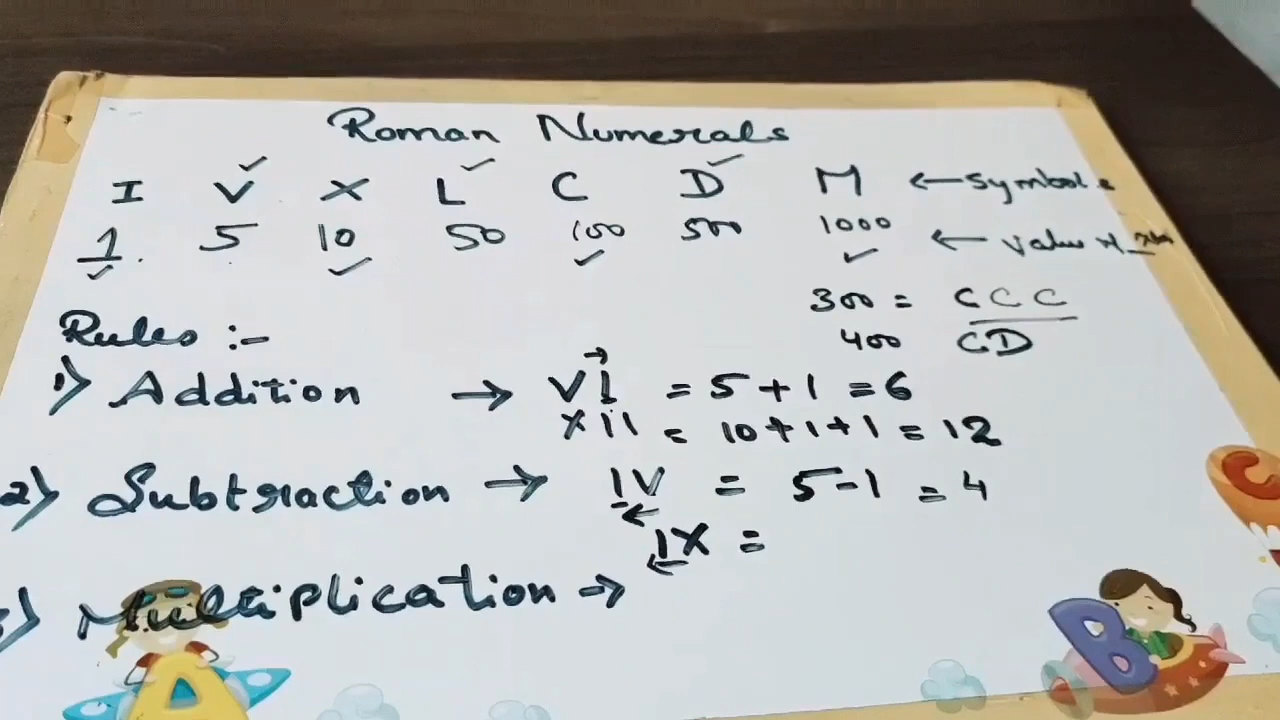 Roman Numerals
I V X L C D M ← Symbols
1 5 10 50 100 500 1000 ← value of
300 = CCC
400 CD
Rules :-
1) Addition → VI = 5 + 1 = 6
XII = 10 + 1 + 1 = 12
2) Subtraction → IV = 5 - 1 = 4
IX =
) Multiplication →
A
B
C